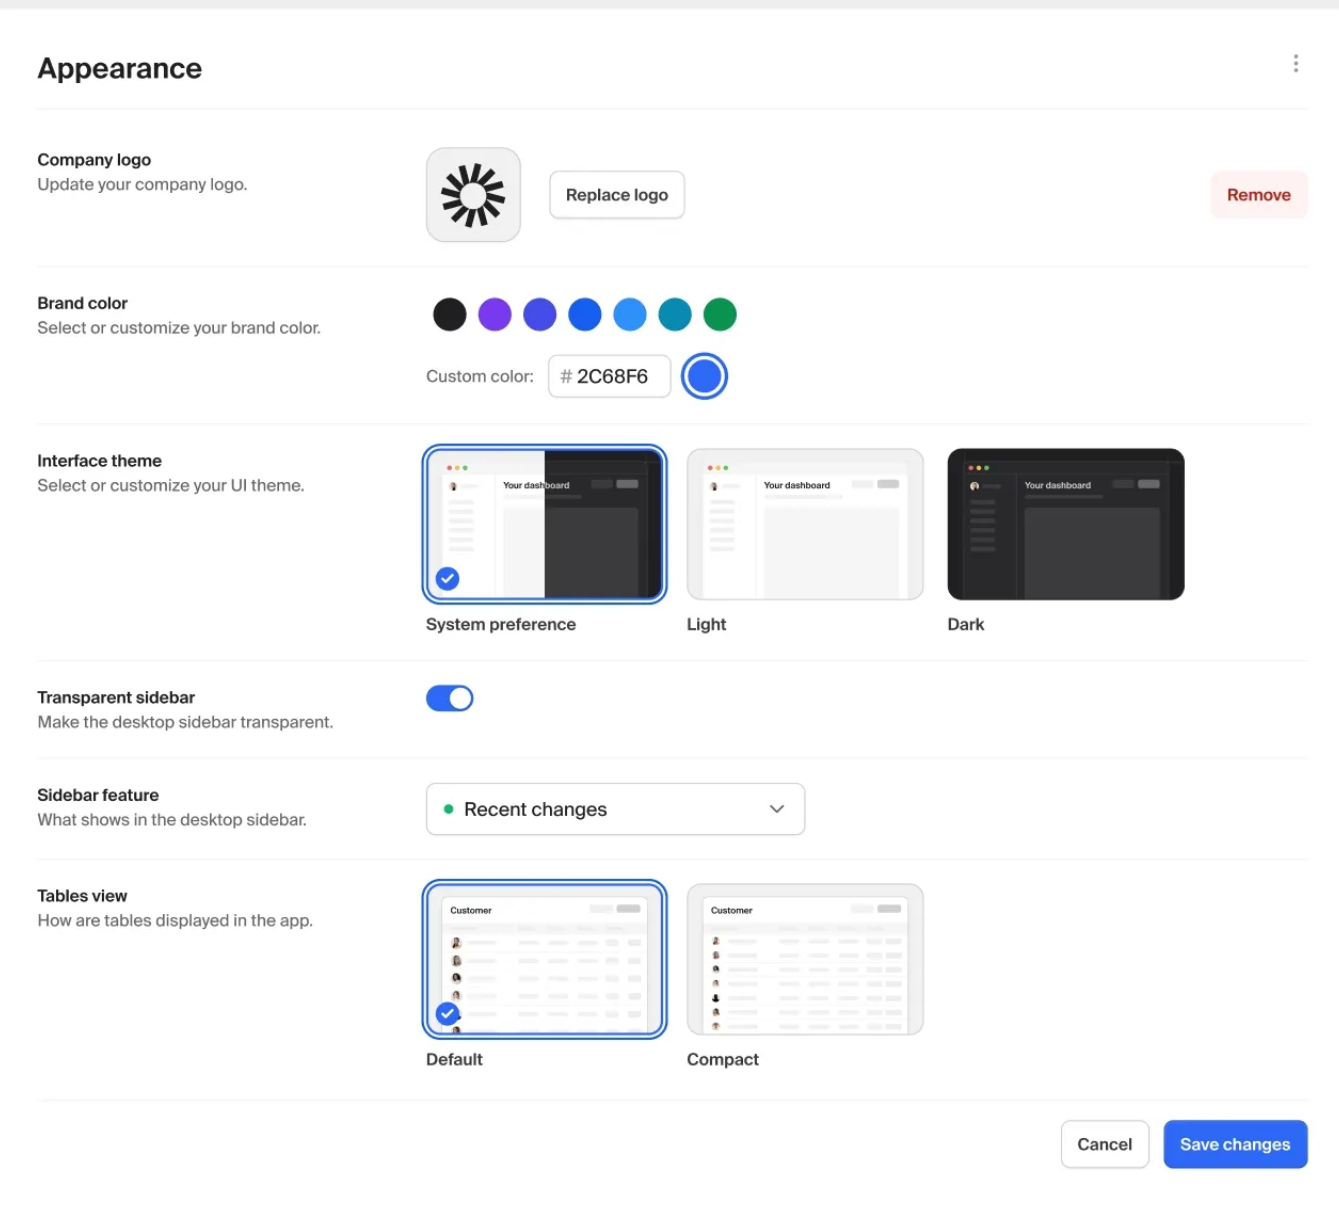 Appearance
Company logo
Update your company logo.
Replace logo
Remove
Brand color
Select or customize your brand color.
Custom color:
# 2C68F6
Interface theme
Select or customize your UI theme.
Your dashboard
Your dashboard
Your dashboard
System preference
Light
Dark
Transparent sidebar
Make the desktop sidebar transparent.
Sidebar feature
What shows in the desktop sidebar.
Recent changes
Tables view
How are tables displayed in the app.
Customer
Customer
Default
Compact
Cancel
Save changes